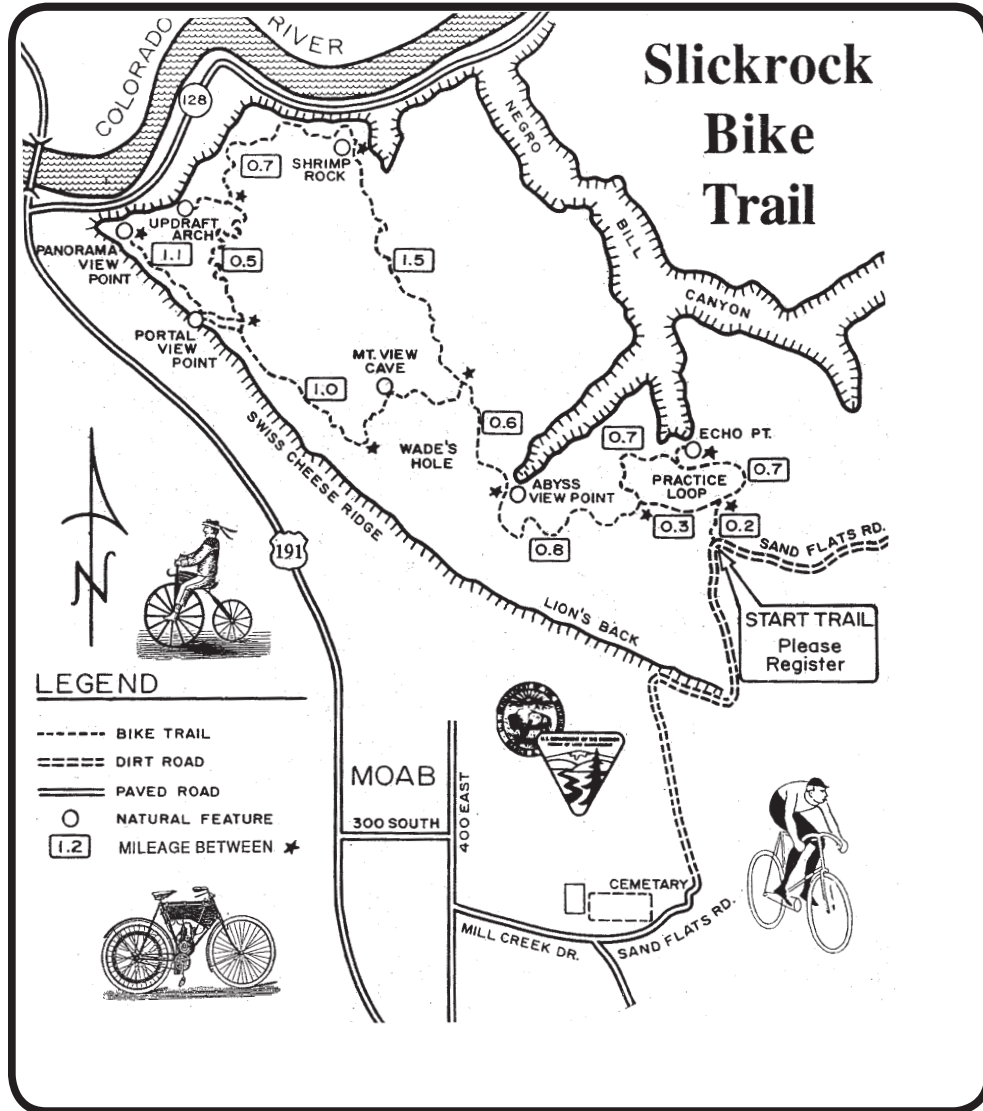 Slickrock
Bike
Trail
COLORADO
RIVER
128
NEGRO
BILL
CANYON
SHRIMP
ROCK
0.7
UPDRAFT
ARCH
PANORAMA
VIEW
POINT
1.1
0.5
1.5
PORTAL
VIEW
POINT
MT. VIEW
CAVE
1.0
WADE'S
HOLE
0.6
SWISS CHEESE RIDGE
ABYSS
VIEW POINT
0.7
ECHO PT.
0.7
PRACTICE
LOOP
0.3
0.2
0.8
SAND FLATS RD.
START TRAIL
Please
Register
LION'S BACK
191
N
LEGEND
BIKE TRAIL
DIRT ROAD
PAVED ROAD
NATURAL FEATURE
1.2 MILEAGE BETWEEN
MOAB
300 SOUTH
400 EAST
CEMETARY
MILL CREEK DR.
SAND FLATS RD.